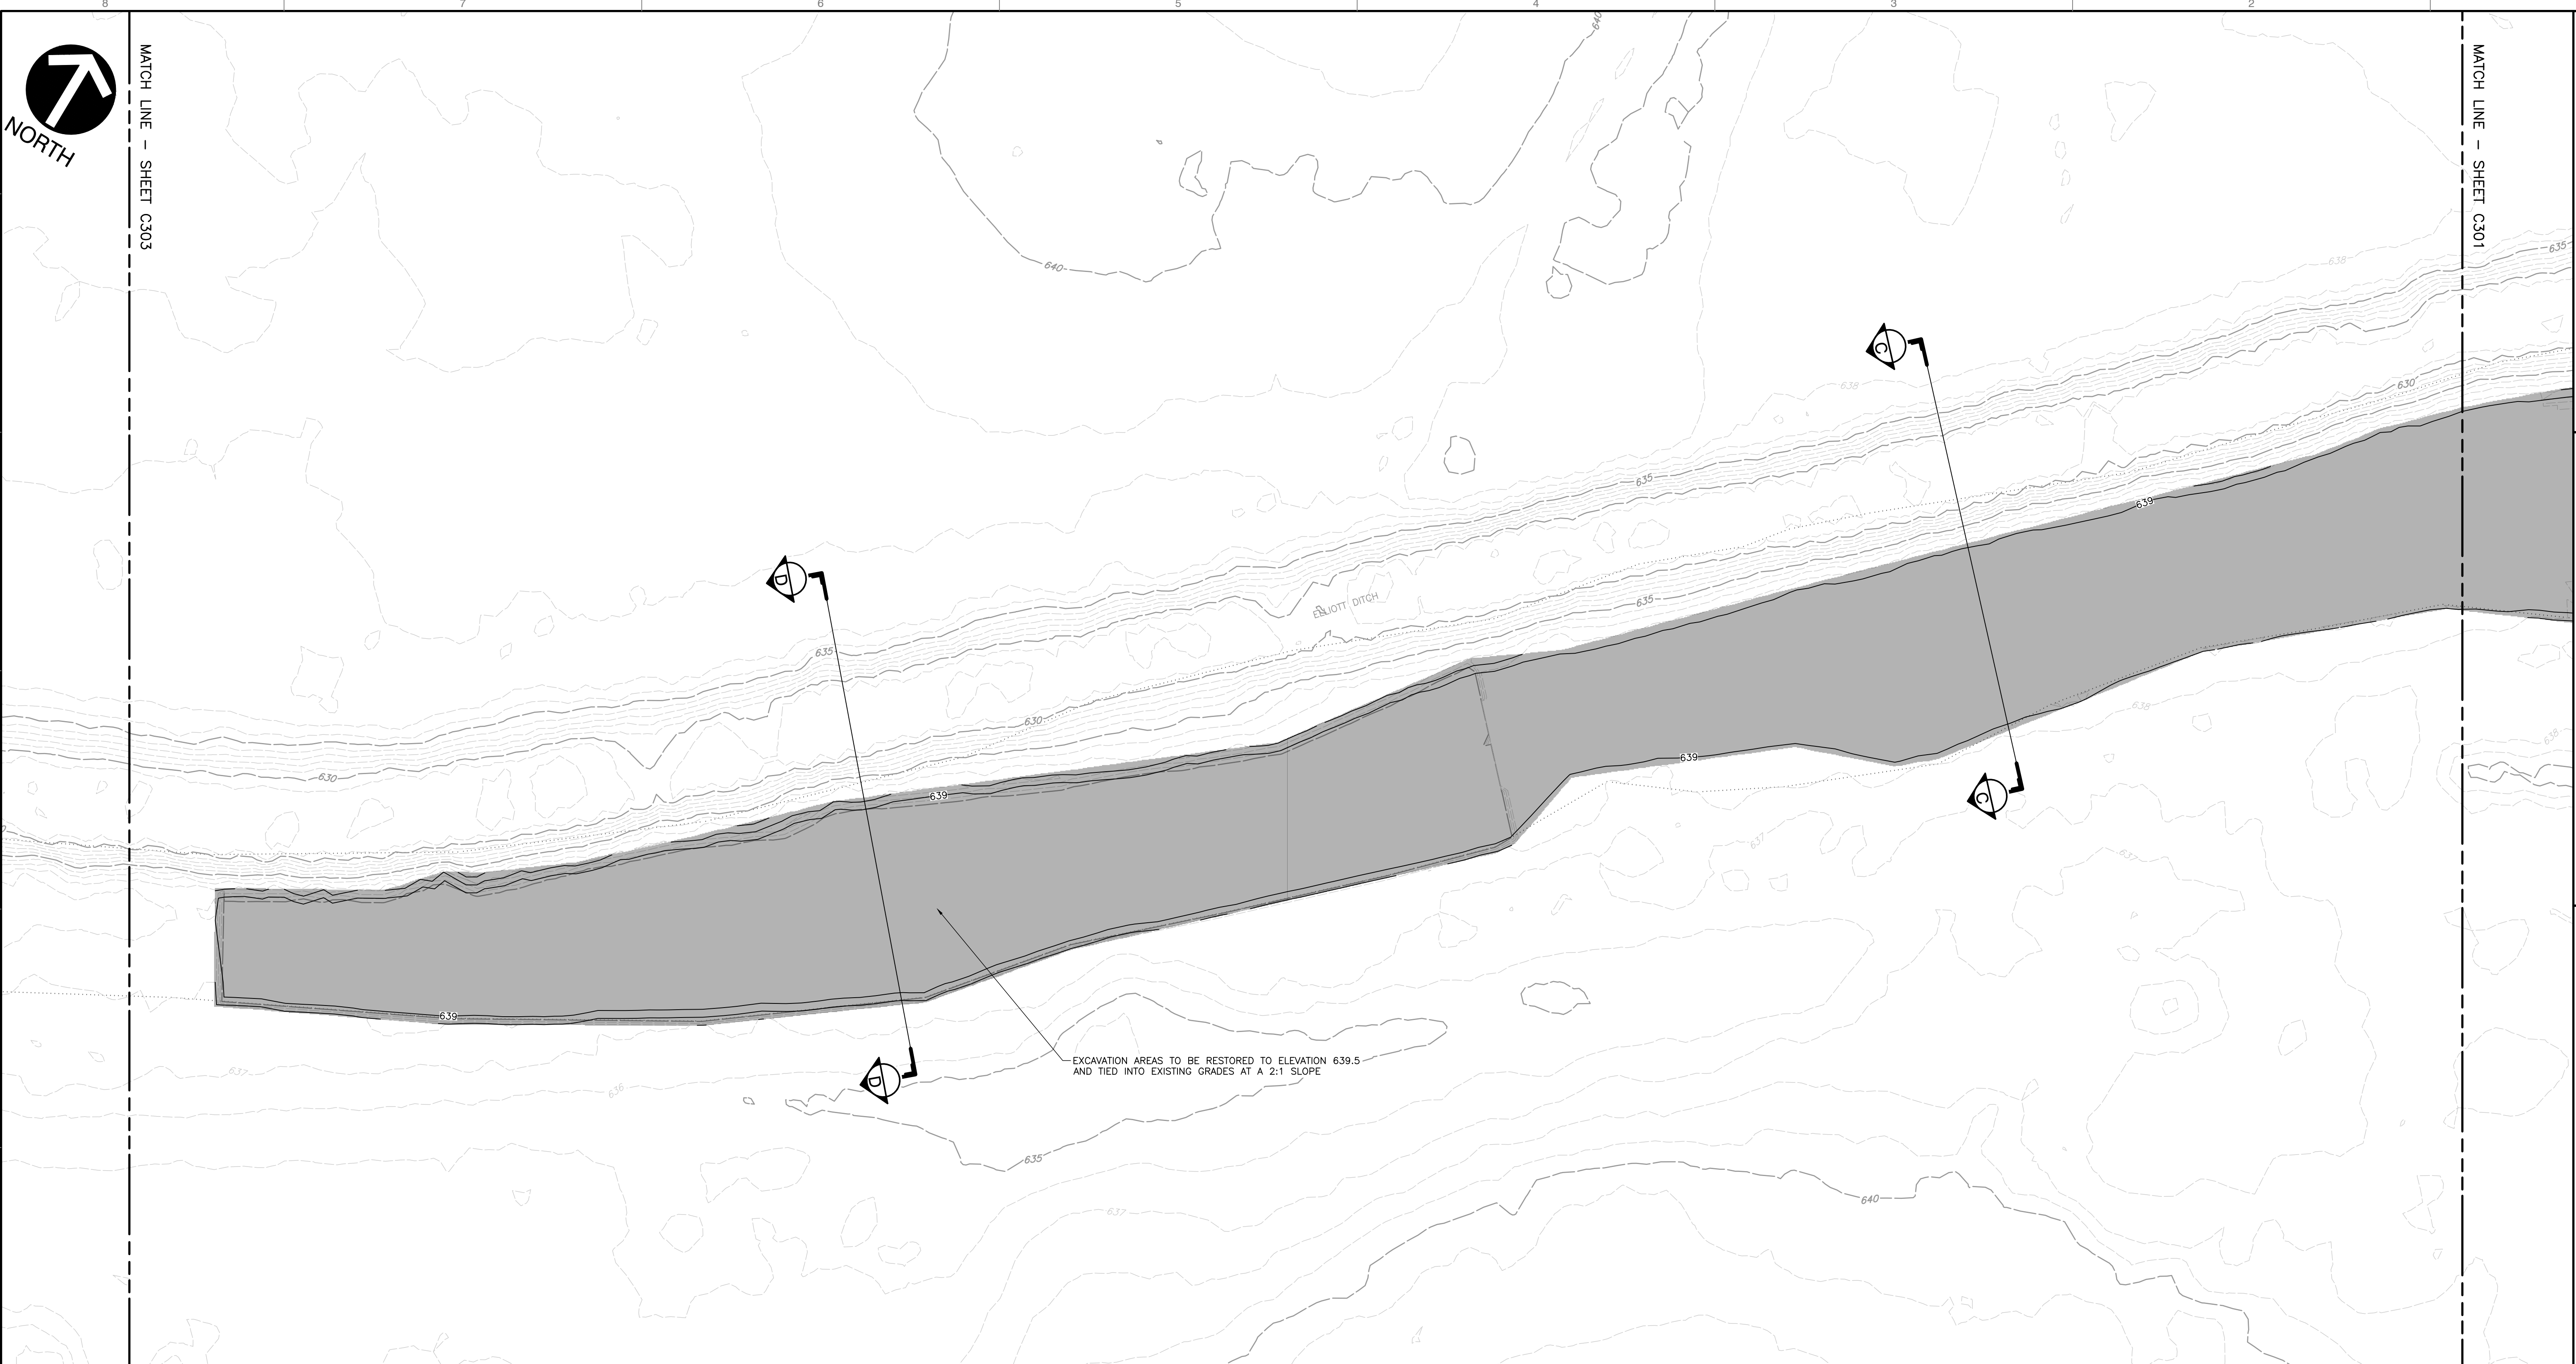 8 7 6 5 4 3 2
NORTH
MATCH LINE - SHEET C303
MATCH LINE - SHEET C301
640
640
635
638
C
638
630
635
639
D
ELLIOTT DITCH
635
635
630
638
638
639
C
630
639
637
637
639
EXCAVATION AREAS TO BE RESTORED TO ELEVATION 639.5
AND TIED INTO EXISTING GRADES AT A 2:1 SLOPE
637
D
636
635
640
637